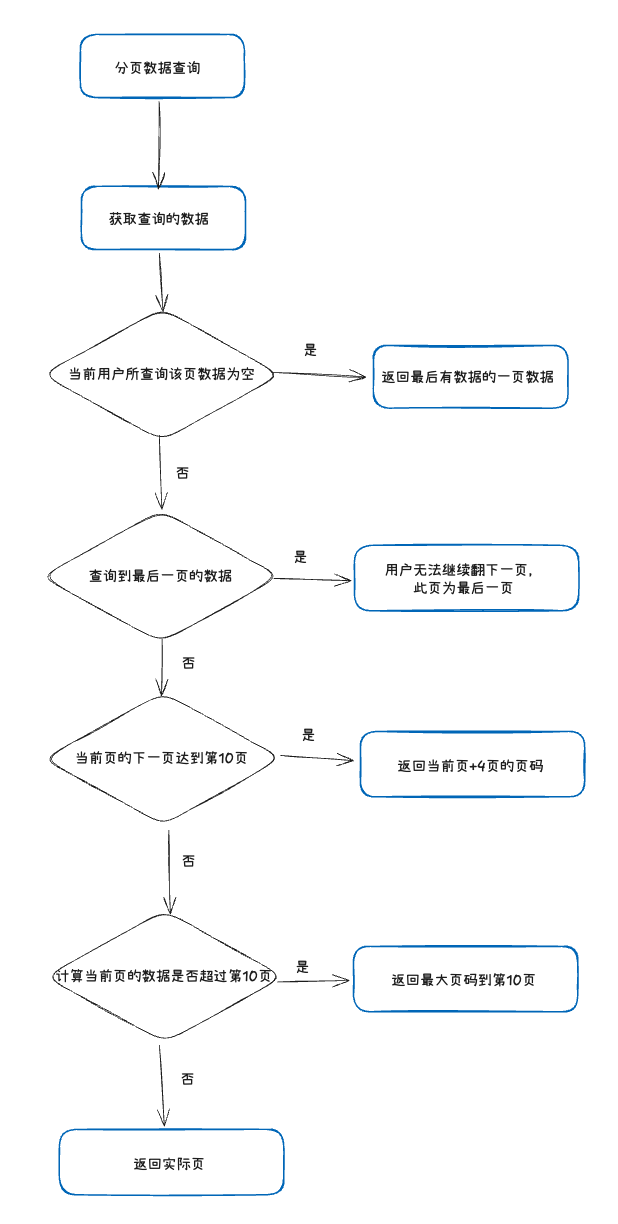 分页数据查询
获取查询的数据
当前用户所查询该页数据为空
是
返回最后有数据的一页数据
否
查询到最后一页的数据
是
用户无法继续翻下一页，
此页为最后一页
否
当前页的下一页达到第10页
是
返回当前页+4页的页码
否
计算当前页的数据是否超过第10页
是
返回最大页码到第10页
否
返回实际页